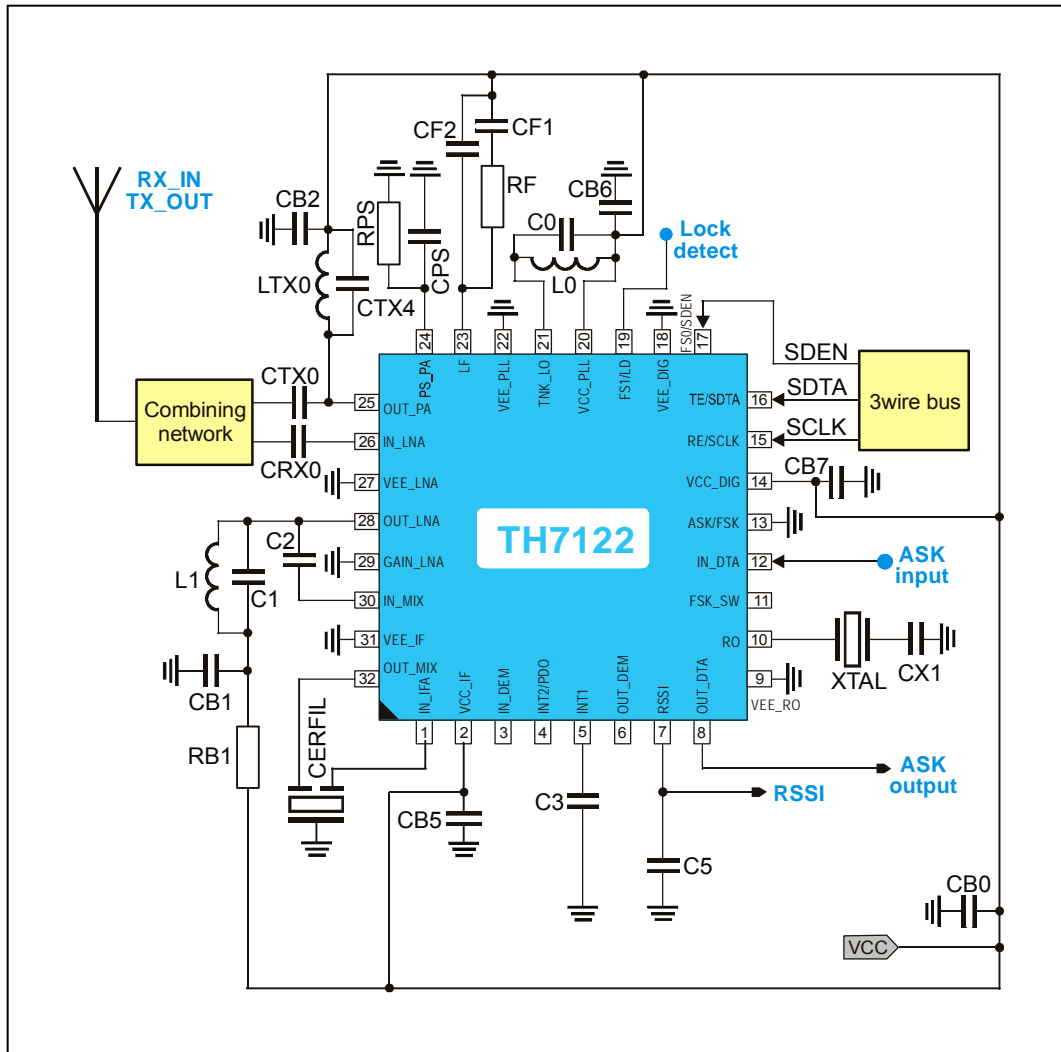 RX_IN
TX_OUT
CB2
LTX0
CTX4
RPS
CPS
CF2
CF1
RF
CB6
C0
L0
Lock
detect
24
23
22
21
20
19
18
17
PS_PA
LF
VEE_PLL
TNK_LO
VCC_PLL
FS1/LD
VEE_DIG
FS0/SDEN
SDEN
SDTA
SCLK
3wire bus
Combining
network
CTX0
CRX0
25
OUT_PA
26
IN_LNA
27
VEE_LNA
28
OUT_LNA
29
GAIN_LNA
30
IN_MIX
31
VEE_IF
32
OUT_MIX
TH7122
TE/SDTA
16
RE/SCLK
15
VCC_DIG
14
ASK/FSK
13
IN_DTA
12
FSK_SW
11
RO
10
9
VEE_RO
CB7
ASK
input
XTAL
CX1
C2
L1
C1
CB1
RB1
CERFIL
IN_IFA
VCC_IF
IN_DEM
INT2/PDO
INT1
OUT_DEM
RSSI
OUT_DTA
1
2
3
4
5
6
7
8
CB5
C3
C5
RSSI
ASK
output
CB0
VCC